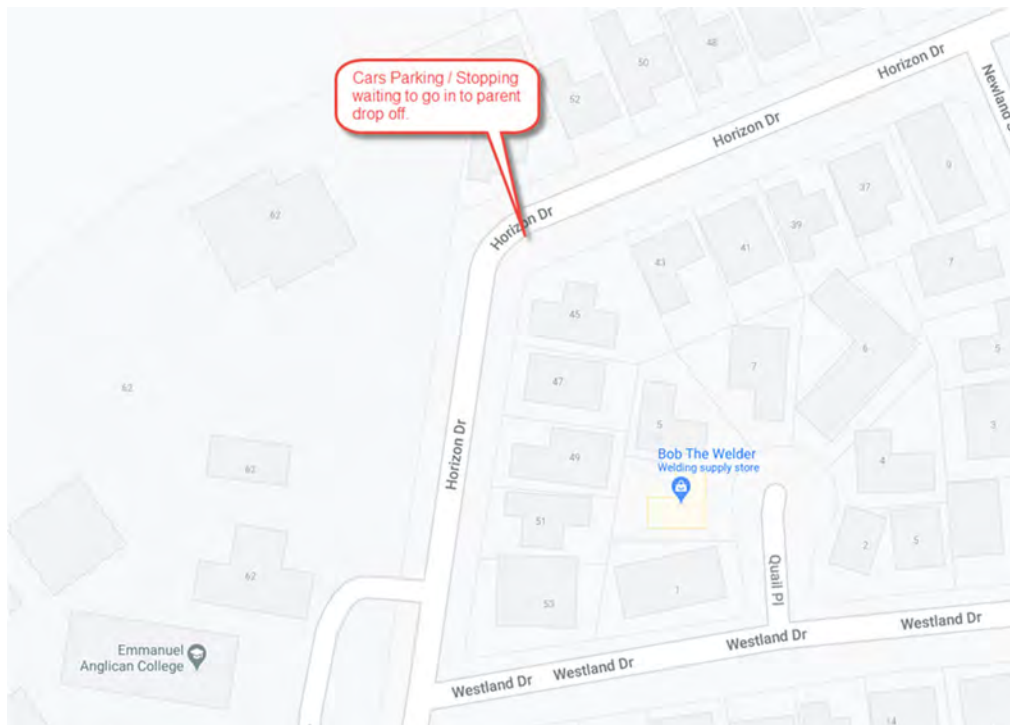 48
50
52
Horizon Dr
Cars Parking / Stopping
waiting to go in to parent
drop off.
Horizon Dr
Newland
9
37
39
41
43
Horizon Dr
62
7
45
6
5
7
47
62
3
5
Bob The Welder
Welding supply store
4
49
Horizon Dr
62
51
2
5
Quail Pl
62
53
1
Emmanuel
Anglican College
Westland Dr
Westland Dr
Westland Dr
Westland Dr
14